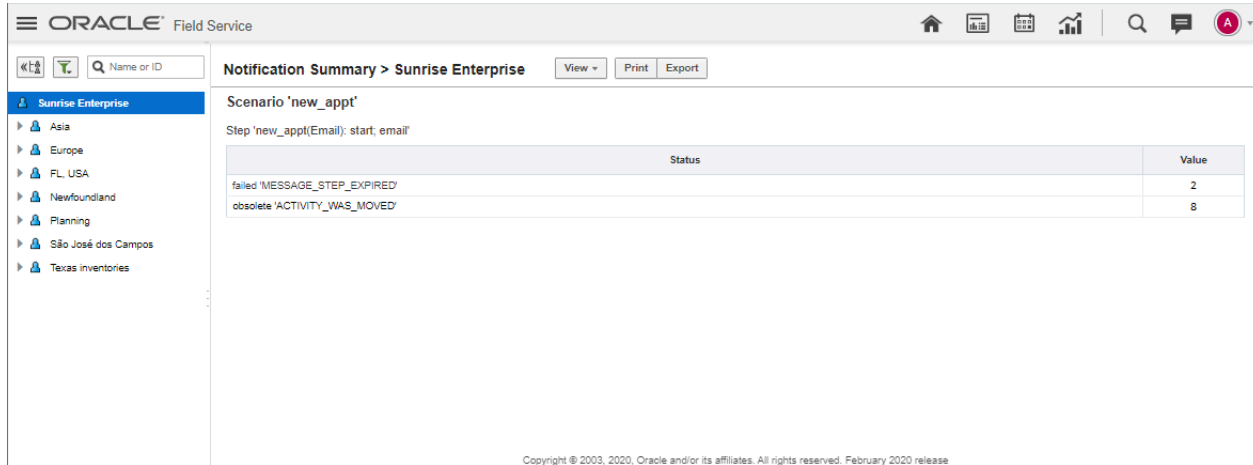 ORACLE Field Service
A
Name or ID
Notification Summary > Sunrise Enterprise
View
Print
Export
Sunrise Enterprise
Asia
Europe
FL, USA
Newfoundland
Planning
São José dos Campos
Texas inventories
Scenario 'new_appt'
Step 'new_appt(Email): start; email'
Status Value
failed 'MESSAGE_STEP_EXPIRED' 2
obsolete 'ACTIVITY_WAS_MOVED' 8
Copyright © 2003, 2020, Oracle and/or its affiliates. All rights reserved. February 2020 release